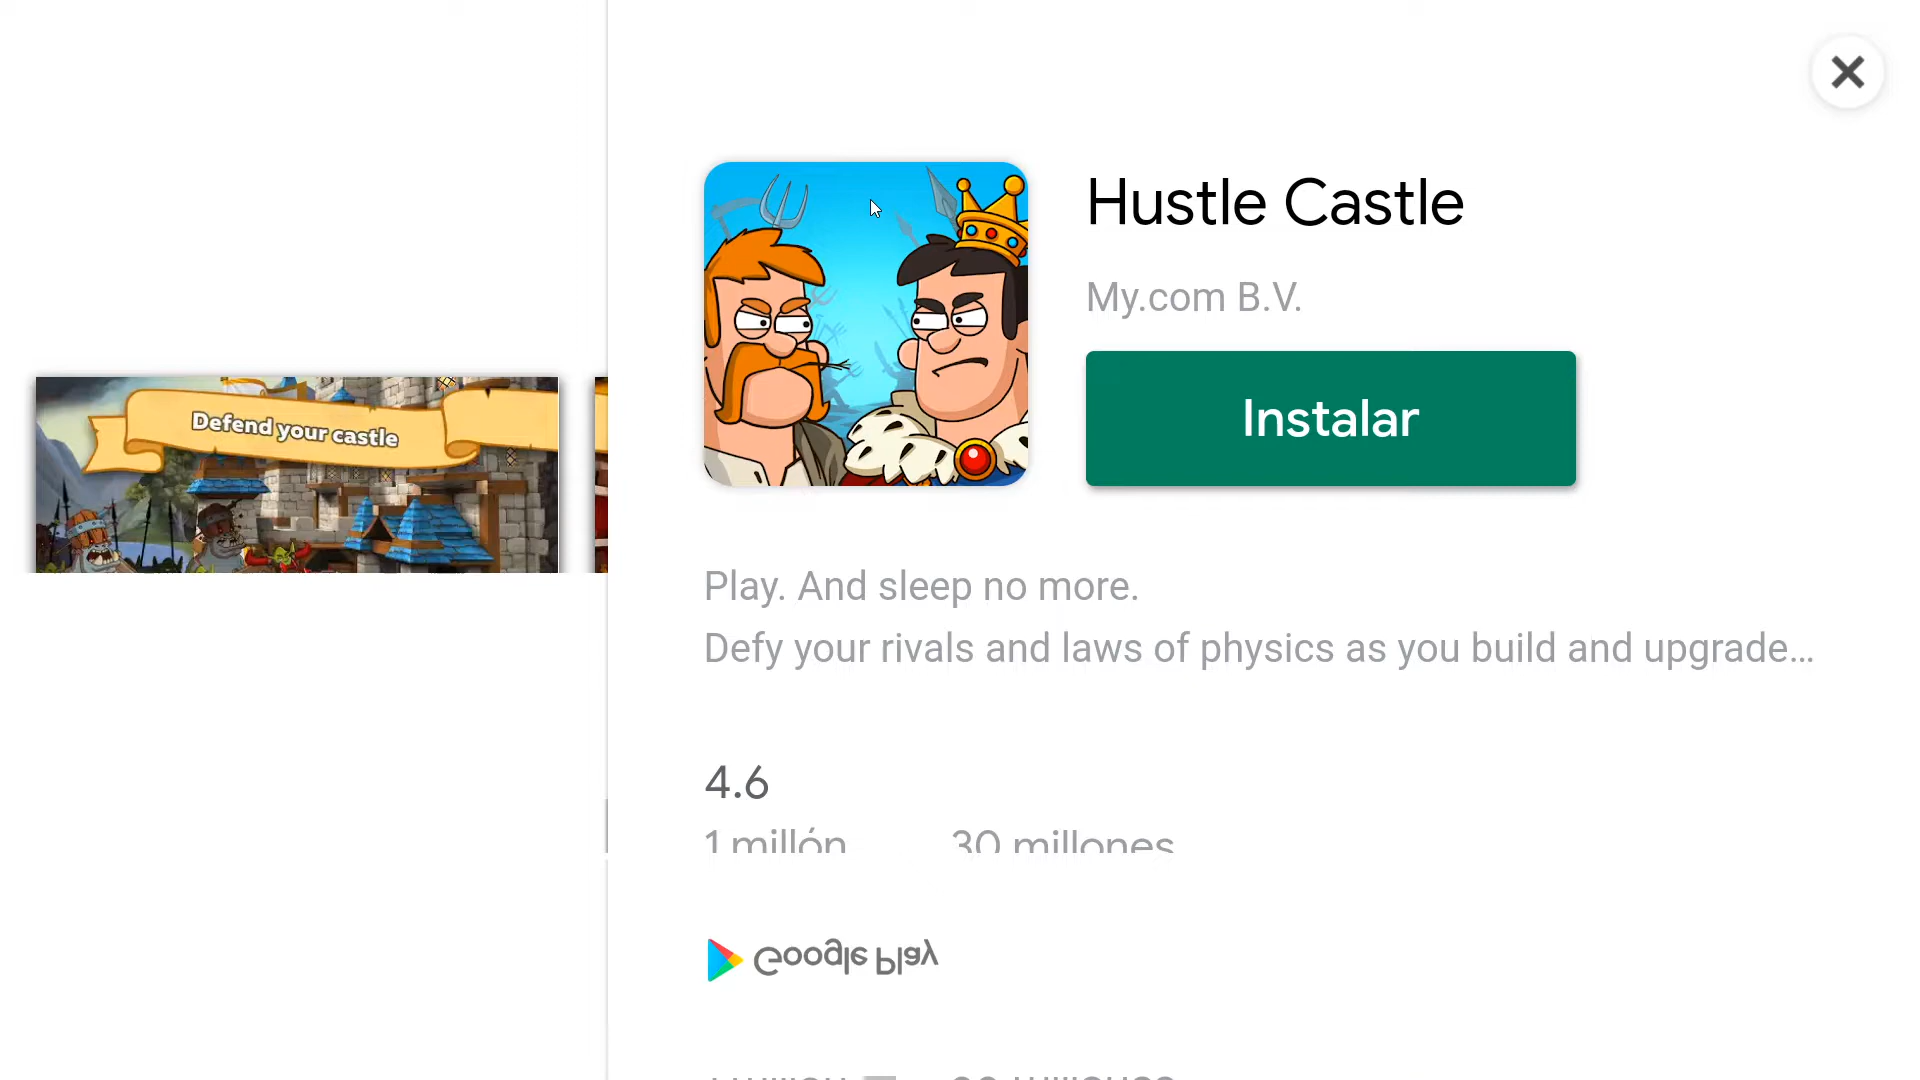 Defend your castle
Hustle Castle
My.com B.V.
Instalar
Play. And sleep no more.
Defy your rivals and laws of physics as you build and upgrade...
4.6
1 millón 30 millones
Google Play